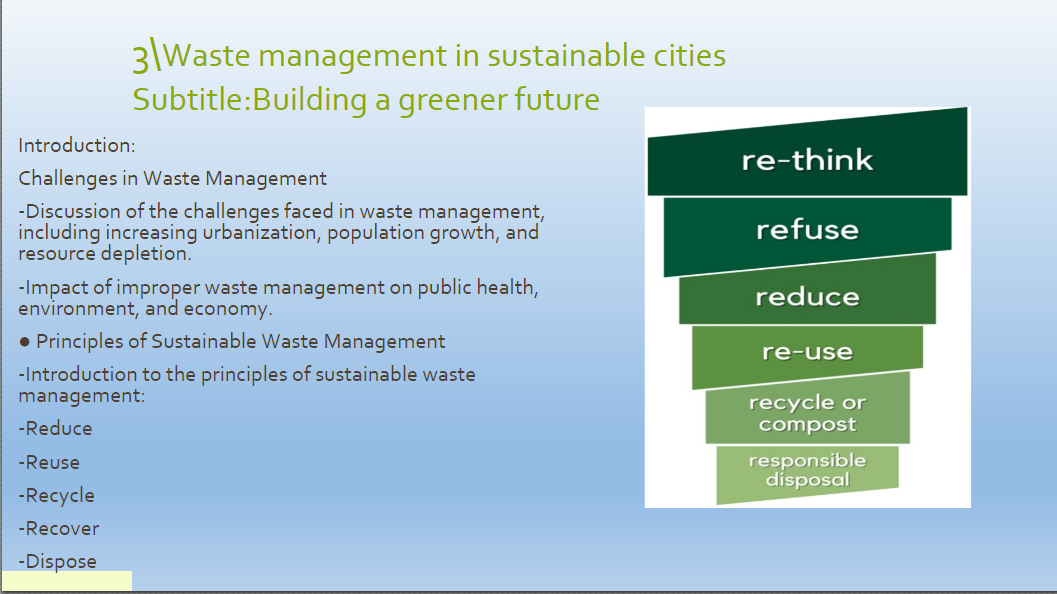 3\Waste management in sustainable cities
Subtitle:Building a greener future
Introduction:
Challenges in Waste Management
-Discussion of the challenges faced in waste management,
including increasing urbanization, population growth, and
resource depletion.
-Impact of improper waste management on public health,
environment, and economy.
● Principles of Sustainable Waste Management
-Introduction to the principles of sustainable waste
management:
-Reduce
-Reuse
-Recycle
-Recover
-Dispose
re-think
refuse
reduce
re-use
recycle or
compost
responsible
disposal